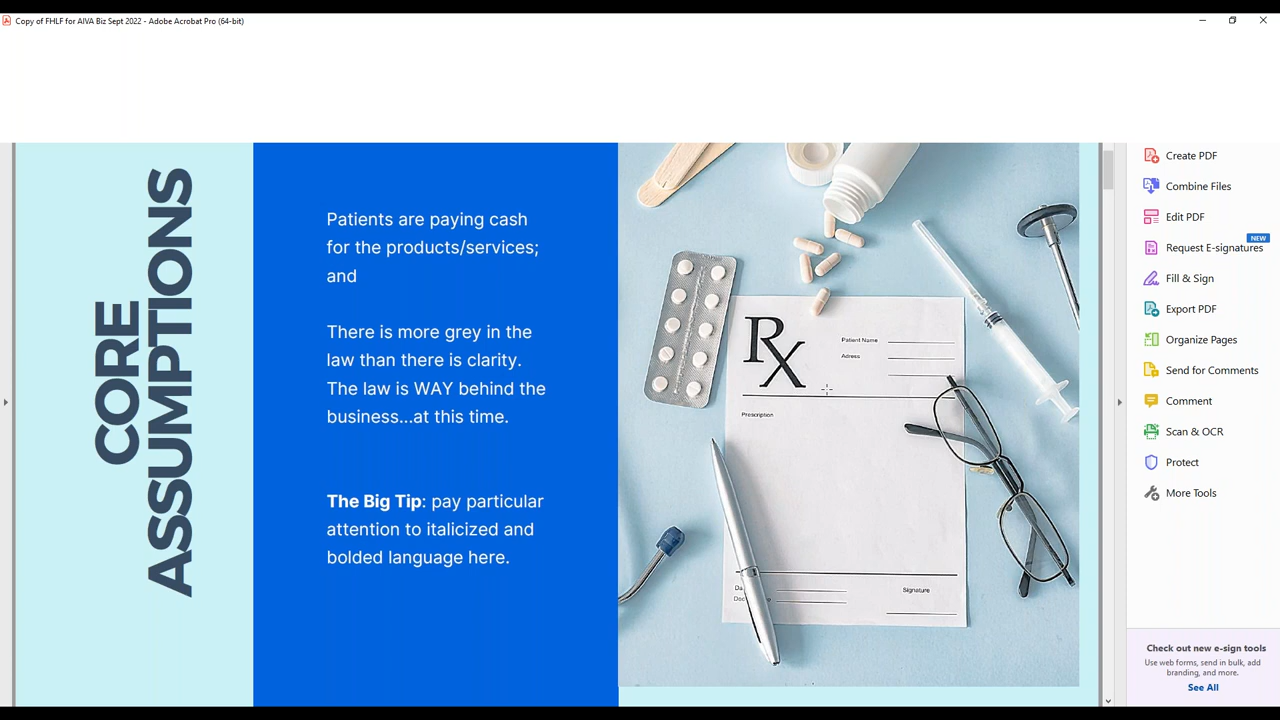 Copy of FHLF for AIVA Biz Sept 2022 - Adobe Acrobat Pro (64-bit)
CORE
ASSUMPTIONS
Patients are paying cash
for the products/services;
and
There is more grey in the
law than there is clarity.
The law is WAY behind the
business...at this time.
The Big Tip: pay particular
attention to italicized and
bolded language here.
Rx
Patient Name
Adress
Prescription
Signature
Create PDF
Combine Files
Edit PDF
NEW
Request E-signatures
Fill & Sign
Export PDF
Organize Pages
Send for Comments
Comment
Scan & OCR
Protect
More Tools
Check out new e-sign tools
Use web forms, send in bulk, add
branding, and more.
See All